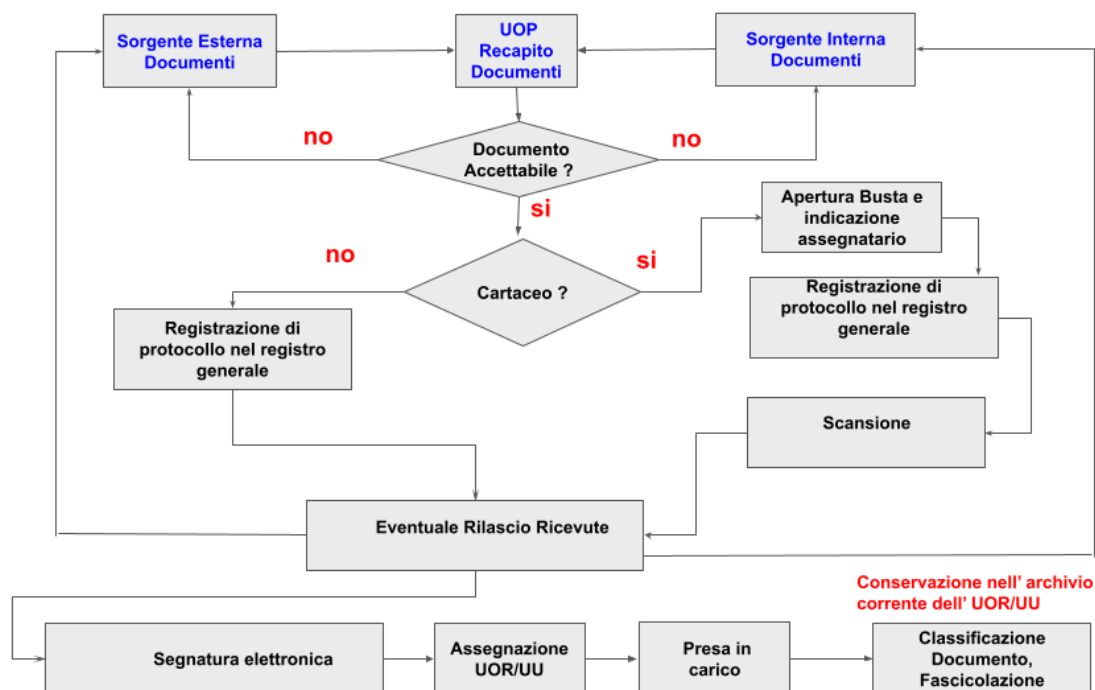 Sorgente Esterna
Documenti
UOP
Recapito
Documenti
Sorgente Interna
Documenti
no
Documento
Accettabile ?
no
si
Apertura Busta e
indicazione
assegnatario
no
Cartaceo ?
si
Registrazione di
protocollo nel registro
generale
Registrazione di
protocollo nel registro
generale
Scansione
Eventuale Rilascio Ricevute
Conservazione nell' archivio
corrente dell' UOR/UU
Segnatura elettronica
Assegnazione
UOR/UU
Presa in
carico
Classificazione
Documento,
Fascicolazione